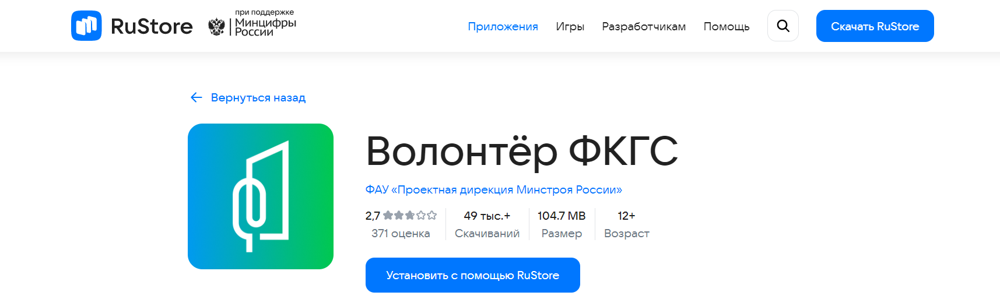 RuStore
при поддержке
Минцифры
России
Приложения Игры Разработчикам Помощь
Скачать RuStore
Вернуться назад
Волонтёр ФКГС
ФАУ «Проектная дирекция Минстроя России»
2,7 49 тыс.+ 104.7 MB 12+
371 оценка Скачиваний Размер Возраст
Установить с помощью RuStore